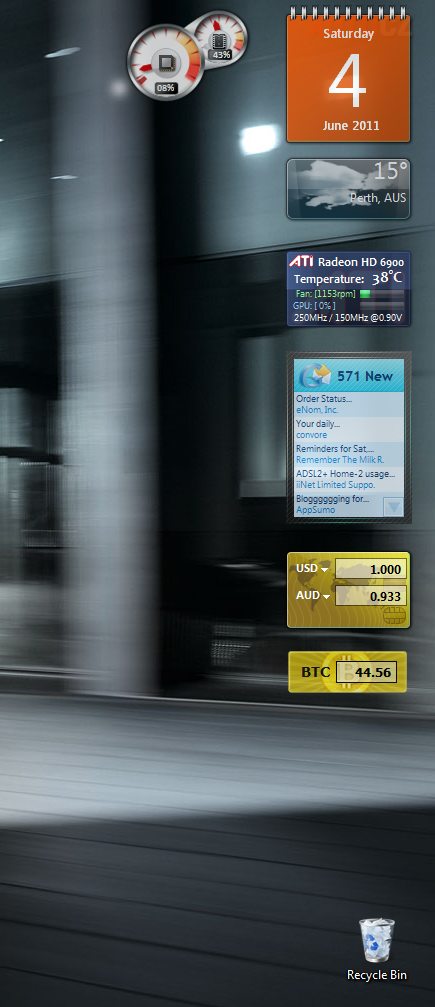 43%
08%
Saturday
4
June 2011
15°
Perth, AUS
ATI Radeon HD 6900
Temperature: 38°C
Fan: [1153rpm]
GPU: [ 0% ]
250MHz / 150MHz @0.90V
571 New
Order Status...
eNom, Inc.
Your daily...
convore
Reminders for Sat,...
Remember The Milk R.
ADSL2+ Home-2 usage...
iiNet Limited Suppo.
Blogggggging for...
AppSumo
USD 1.000
AUD 0.933
BTC 44.56
Recycle Bin